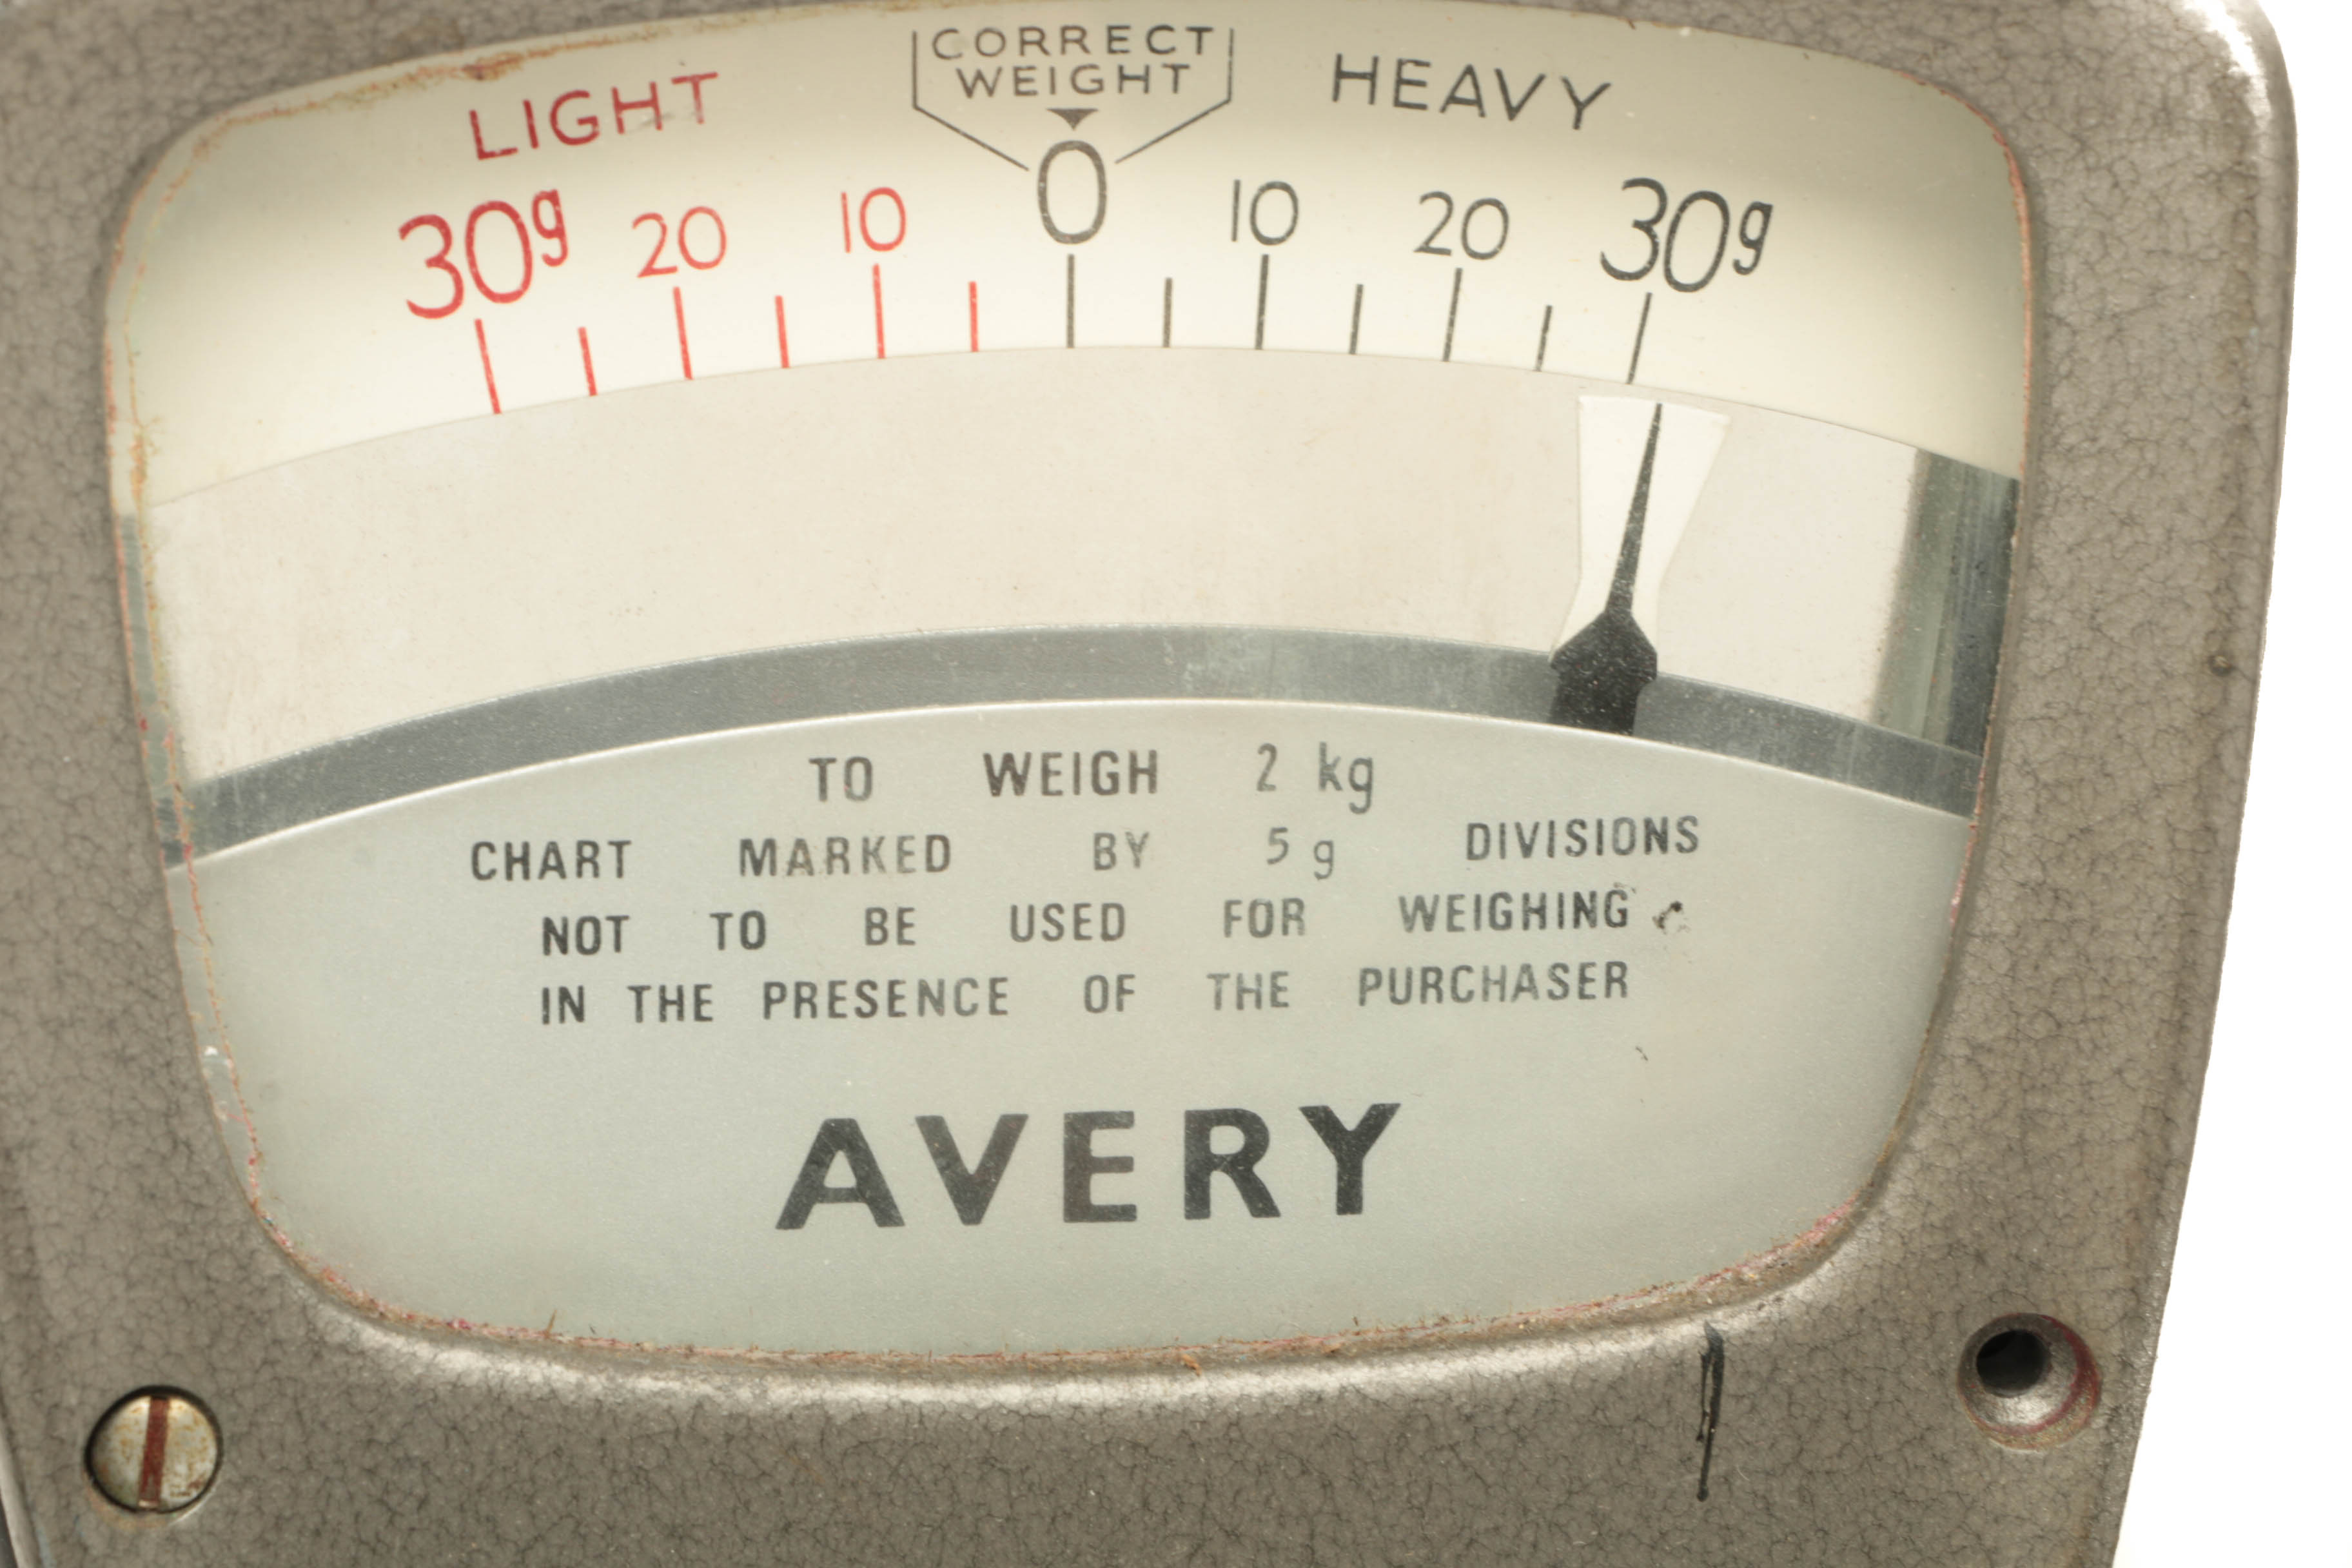 CORRECT
WEIGHT
LIGHT HEAVY
30g 20 10 0 10 20 30g
TO WEIGH 2 kg
CHART MARKED BY 5 g DIVISIONS
NOT TO BE USED FOR WEIGHING
IN THE PRESENCE OF THE PURCHASER
AVERY